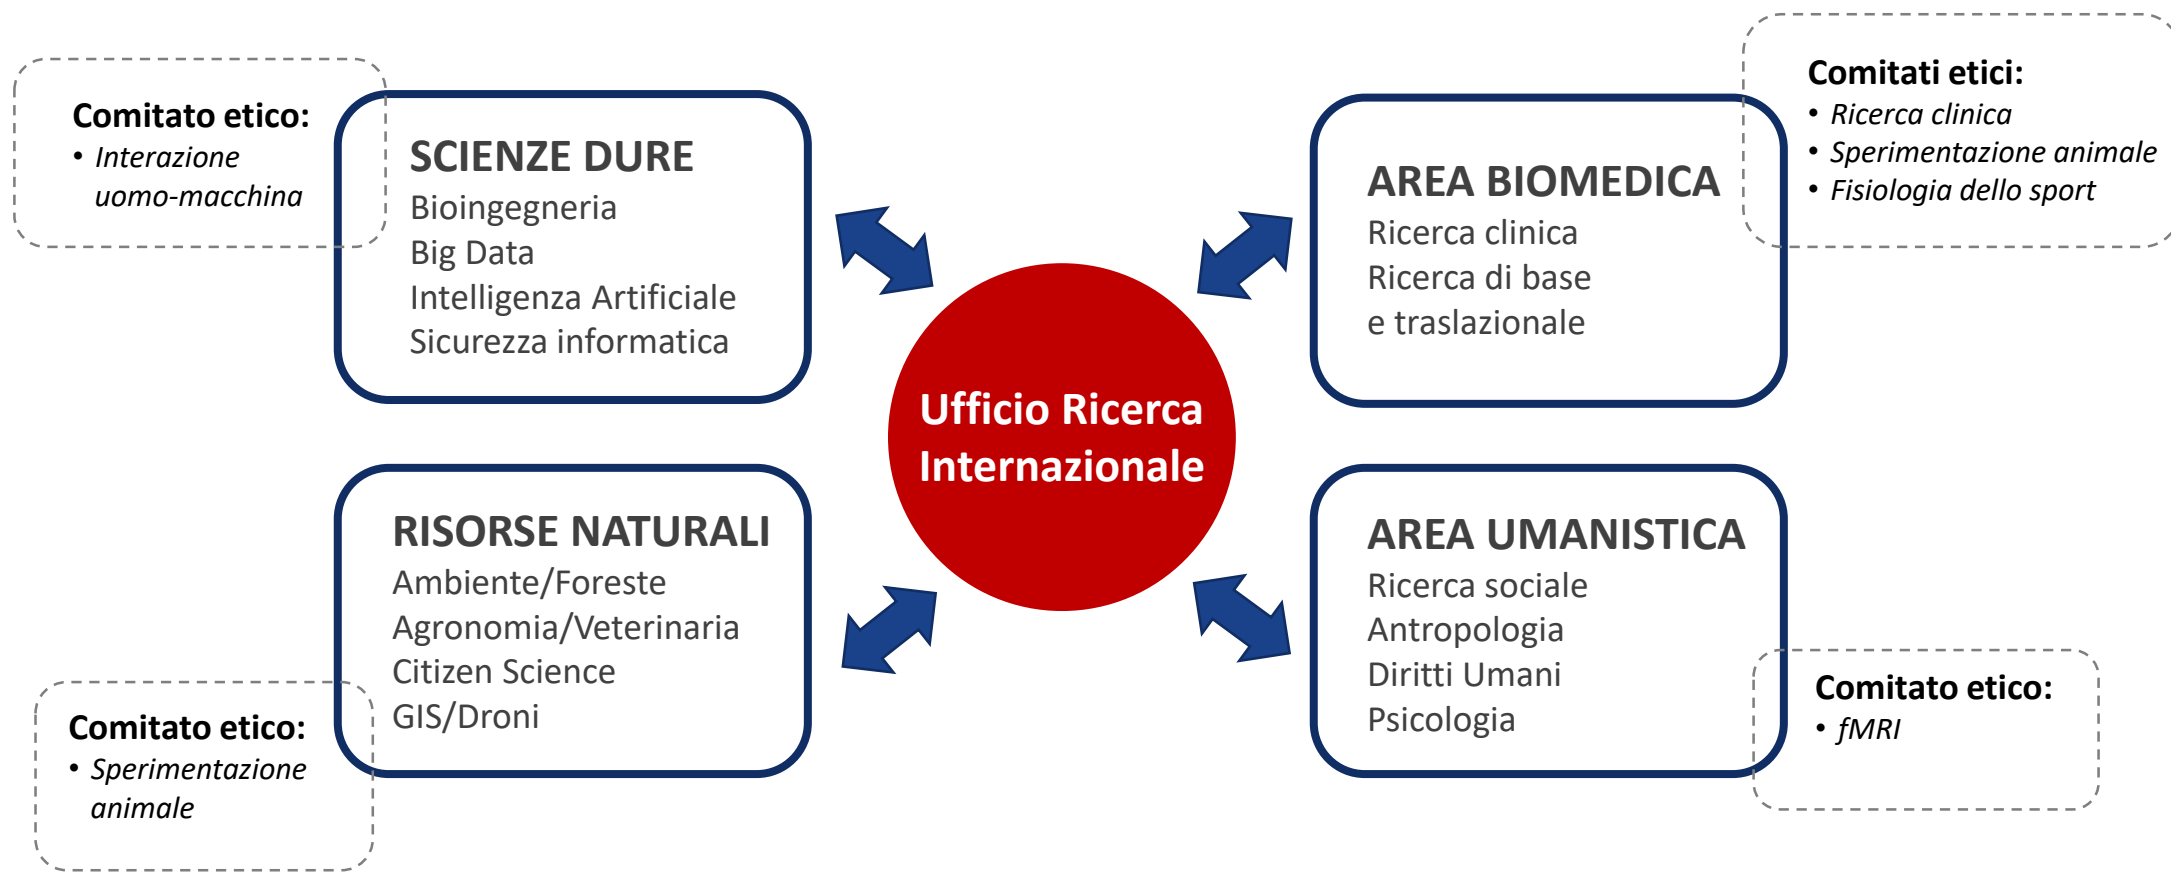 Comitato etico:
• Interazione
uomo-macchina
SCIENZE DURE
Bioingegneria
Big Data
Intelligenza Artificiale
Sicurezza informatica
AREA BIOMEDICA
Ricerca clinica
Ricerca di base
e traslazionale
Comitati etici:
• Ricerca clinica
• Sperimentazione animale
• Fisiologia dello sport
Ufficio Ricerca
Internazionale
RISORSE NATURALI
Ambiente/Foreste
Agronomia/Veterinaria
Citizen Science
GIS/Droni
Comitato etico:
• Sperimentazione
animale
AREA UMANISTICA
Ricerca sociale
Antropologia
Diritti Umani
Psicologia
Comitato etico:
• fMRI